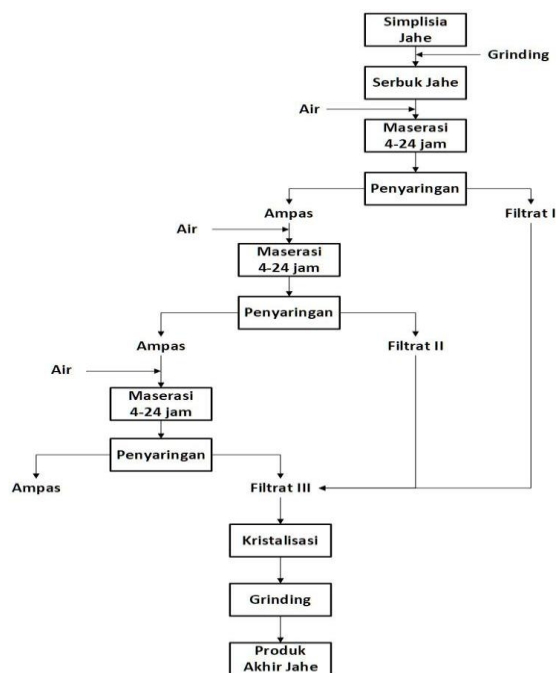 Simplisia
Jahe
Grinding
Serbuk Jahe
Air
Maserasi
4-24 jam
Penyaringan
Ampas
Filtrat I
Air
Maserasi
4-24 jam
Penyaringan
Ampas
Filtrat II
Air
Maserasi
4-24 jam
Penyaringan
Ampas
Filtrat III
Kristalisasi
Grinding
Produk
Akhir Jahe